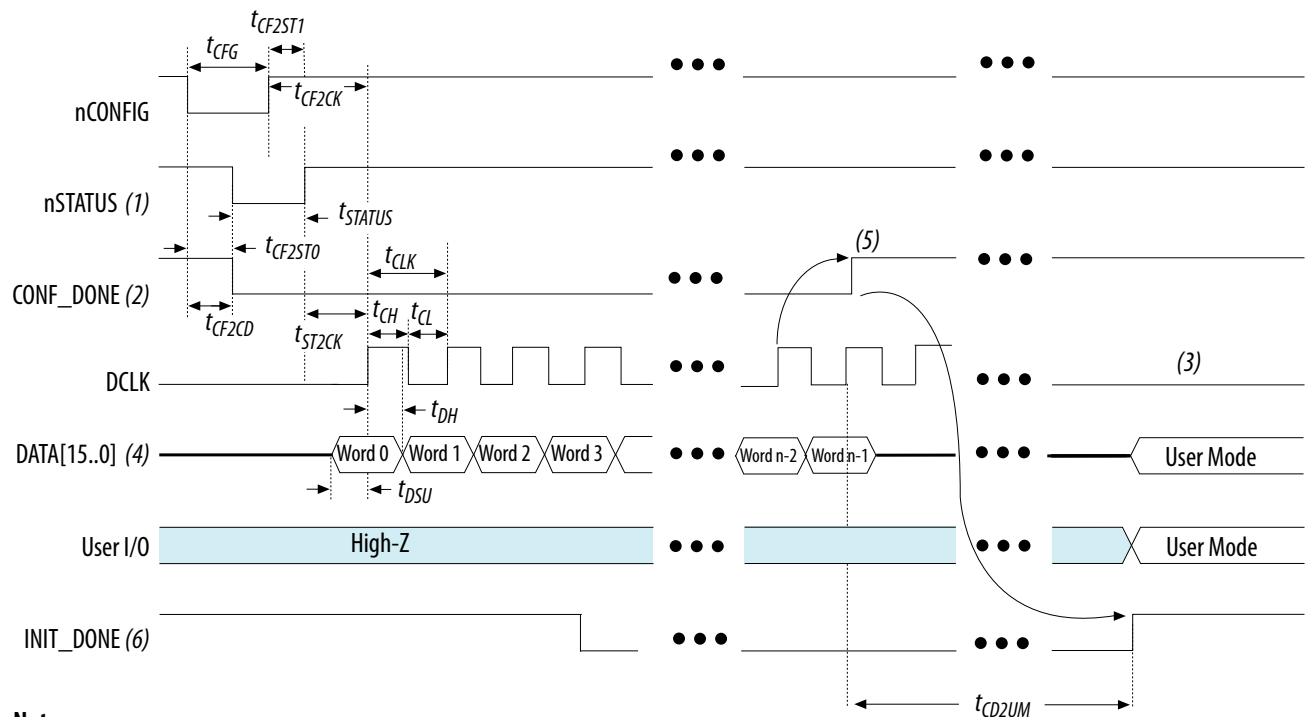 tCF2ST1
tCFG
tCF2CK
nCONFIG
nSTATUS (1)
tSTATUS
tCF2ST0
tCLK
(5)
CONF_DONE (2)
tCF2CD
tST2CK
tCH
tCL
DCLK
(3)
tDH
DATA[15..0] (4)
Word 0
Word 1
Word 2
Word 3
Word n-2
Word n-1
User Mode
tDSU
User I/O
High-Z
User Mode
INIT_DONE (6)
tCD2UM